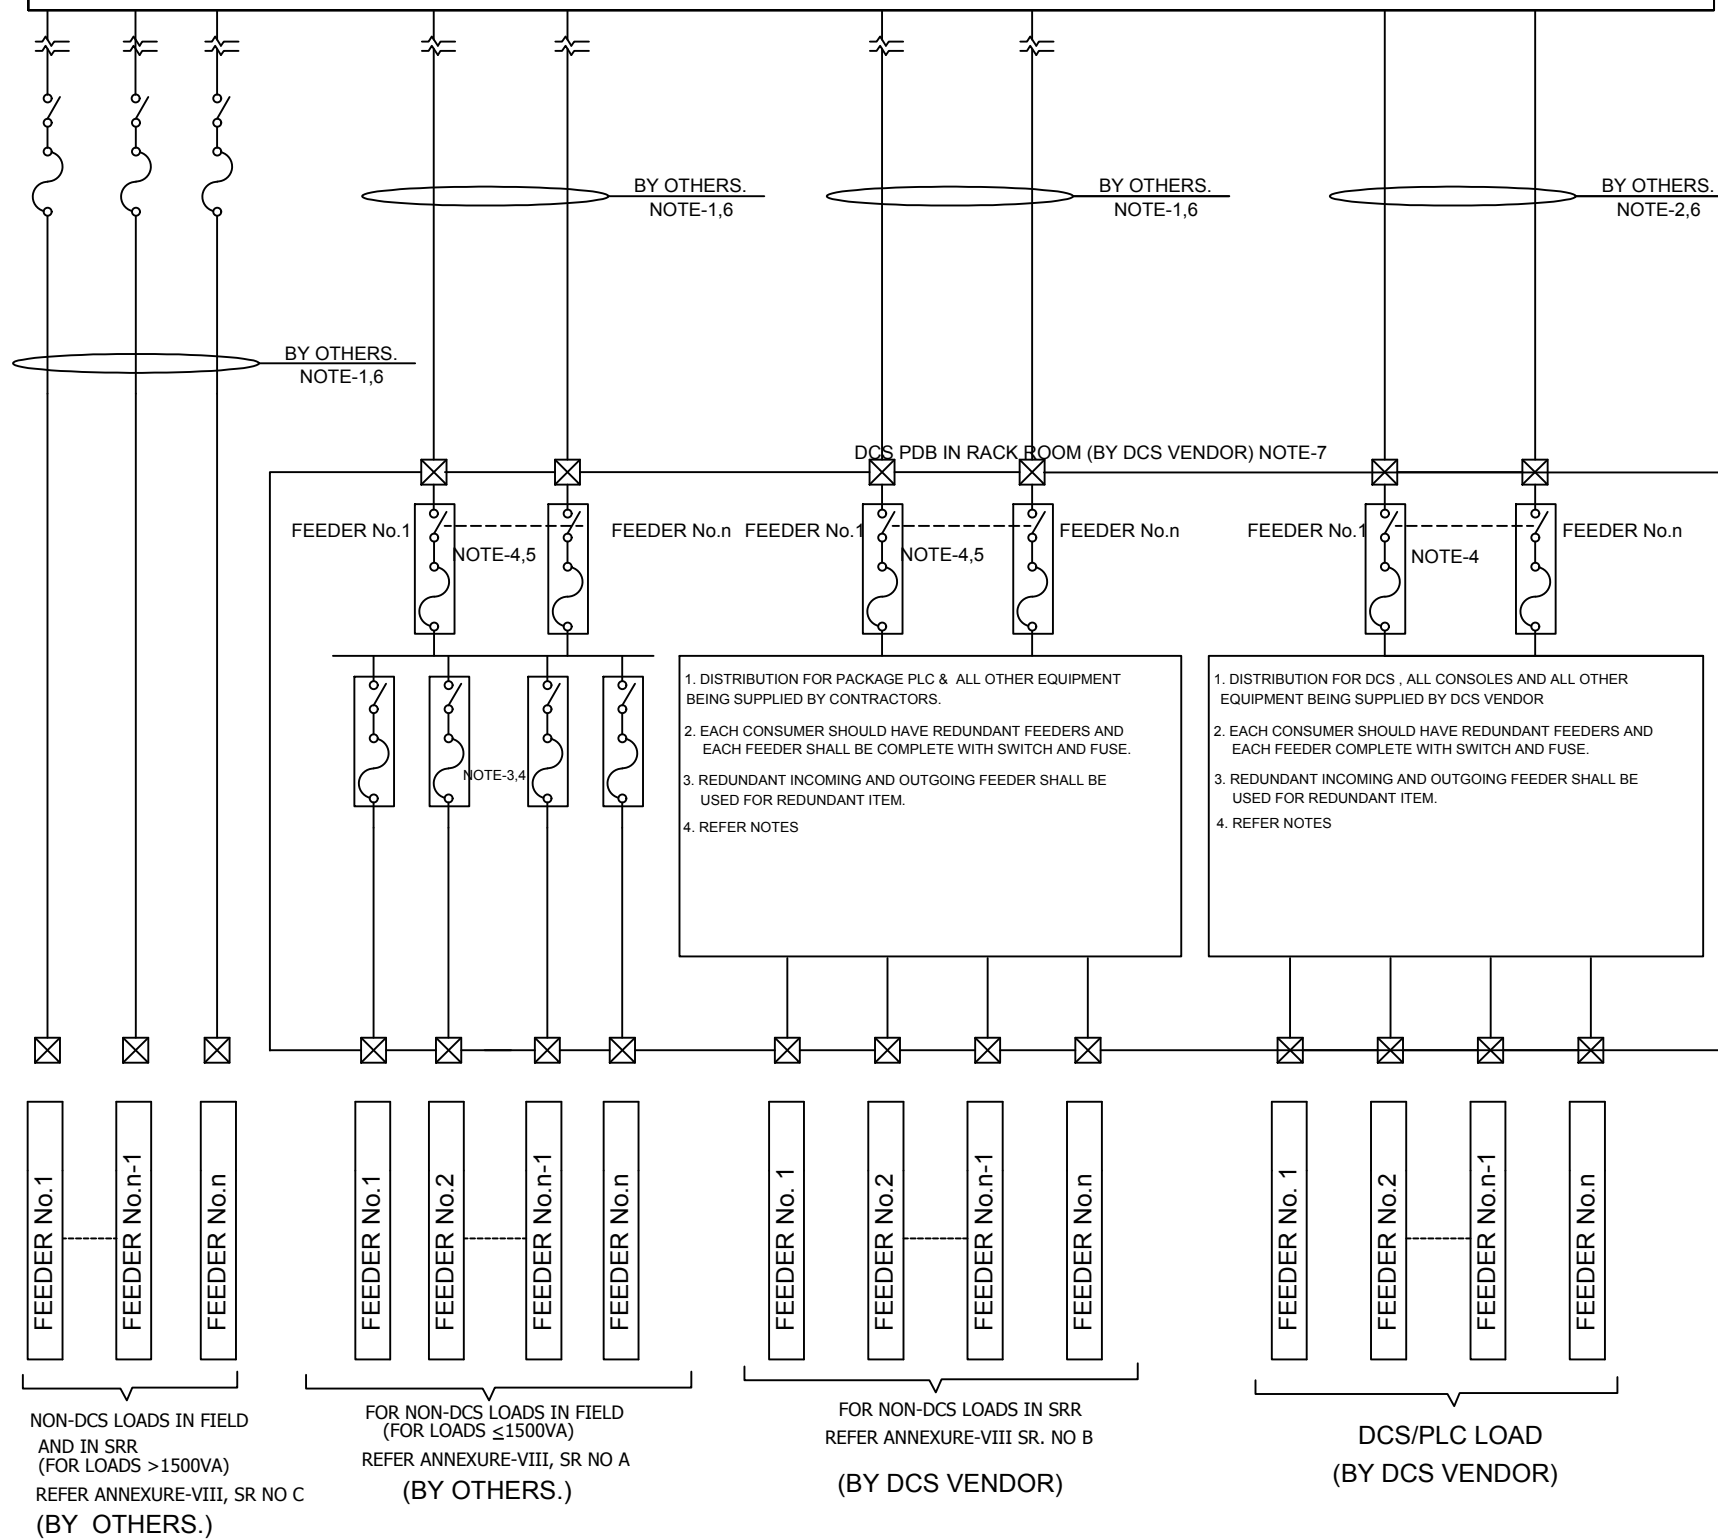 BY OTHERS.
NOTE-1,6
BY OTHERS.
NOTE-1,6
BY OTHERS.
NOTE-2,6
BY OTHERS.
NOTE-1,6
DCS PDB IN RACK ROOM (BY DCS VENDOR) NOTE-7
FEEDER No.1
NOTE-4,5
FEEDER No.n
FEEDER No.1
NOTE-4,5
FEEDER No.n
FEEDER No.1
NOTE-4
FEEDER No.n
NOTE-3,4
1. DISTRIBUTION FOR PACKAGE PLC & ALL OTHER EQUIPMENT
BEING SUPPLIED BY CONTRACTORS.
2. EACH CONSUMER SHOULD HAVE REDUNDANT FEEDERS AND
EACH FEEDER SHALL BE COMPLETE WITH SWITCH AND FUSE.
3. REDUNDANT INCOMING AND OUTGOING FEEDER SHALL BE
USED FOR REDUNDANT ITEM.
4. REFER NOTES
1. DISTRIBUTION FOR DCS , ALL CONSOLES AND ALL OTHER
EQUIPMENT BEING SUPPLIED BY DCS VENDOR
2. EACH CONSUMER SHOULD HAVE REDUNDANT FEEDERS AND
EACH FEEDER COMPLETE WITH SWITCH AND FUSE.
3. REDUNDANT INCOMING AND OUTGOING FEEDER SHALL BE
USED FOR REDUNDANT ITEM.
4. REFER NOTES
FEEDER No.1
FEEDER No.n-1
FEEDER No.n
FEEDER No.1
FEEDER No.2
FEEDER No.n-1
FEEDER No.n
FEEDER No. 1
FEEDER No.2
FEEDER No.n-1
FEEDER No.n
FEEDER No. 1
FEEDER No.2
FEEDER No.n-1
FEEDER No.n
NON-DCS LOADS IN FIELD
AND IN SRR
(FOR LOADS >1500VA)
REFER ANNEXURE-VIII, SR NO C
(BY OTHERS.)
FOR NON-DCS LOADS IN FIELD
(FOR LOADS ≤1500VA)
REFER ANNEXURE-VIII, SR NO A
(BY OTHERS.)
FOR NON-DCS LOADS IN SRR
REFER ANNEXURE-VIII SR. NO B
(BY DCS VENDOR)
DCS/PLC LOAD
(BY DCS VENDOR)